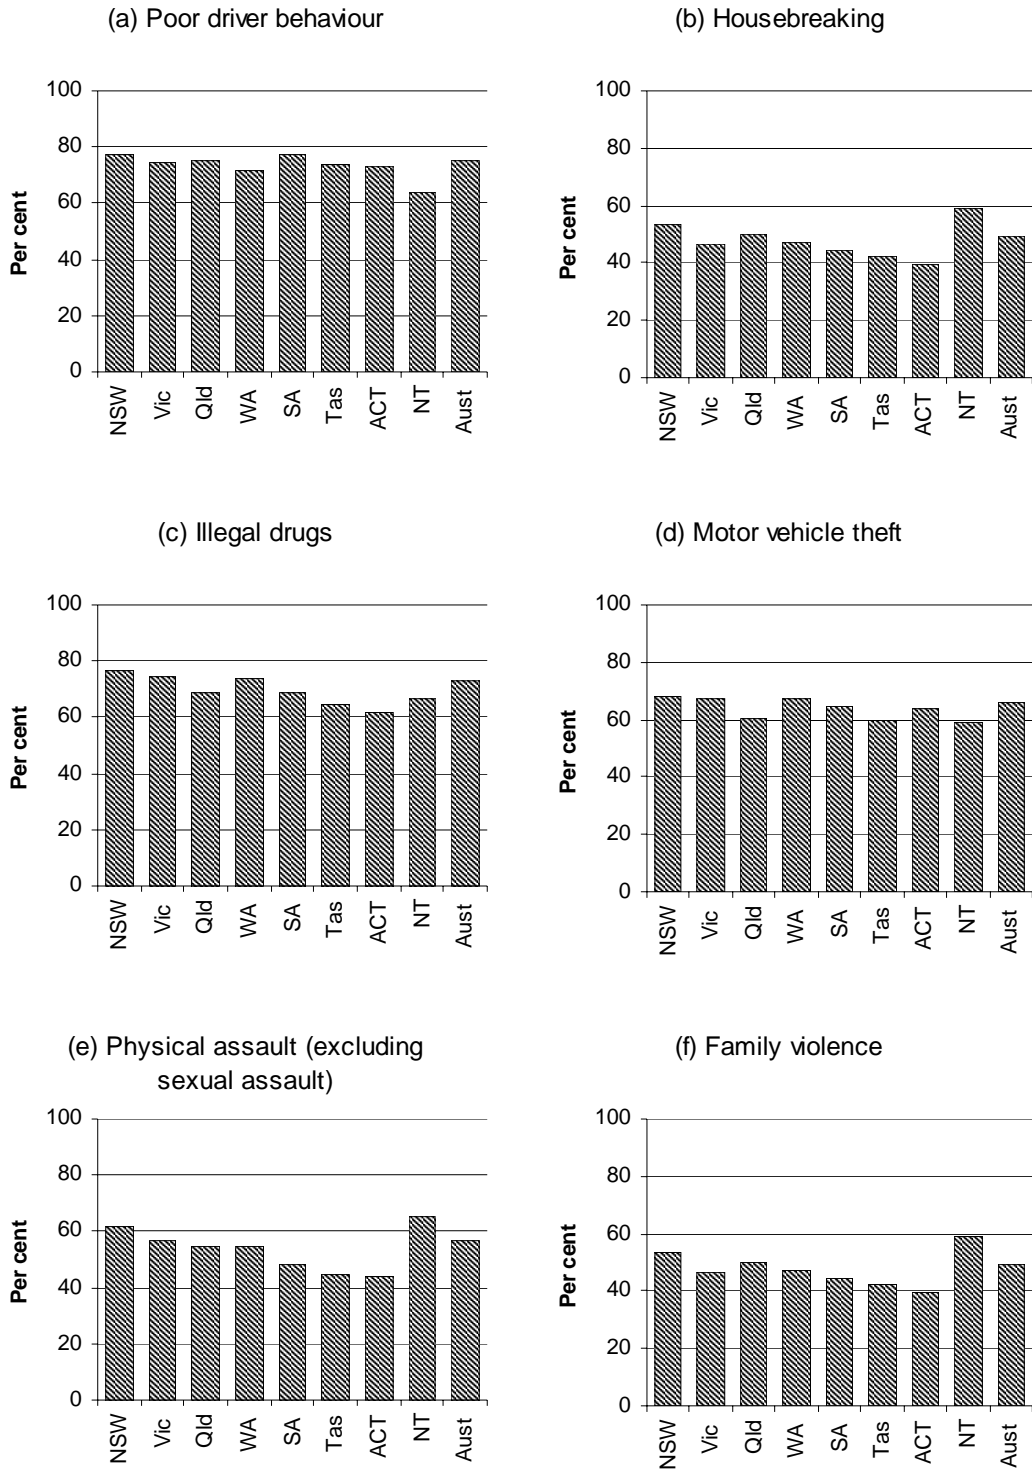 (a) Poor driver behaviour
100
80
60
40
20
0
Per cent
NSW
Vic
Qld
WA
SA
Tas
ACT
NT
Aust
(b) Housebreaking
100
80
60
40
20
0
Per cent
NSW
Vic
Qld
WA
SA
Tas
ACT
NT
Aust
(c) Illegal drugs
100
80
60
40
20
0
Per cent
NSW
Vic
Qld
WA
SA
Tas
ACT
NT
Aust
(d) Motor vehicle theft
100
80
60
40
20
0
Per cent
NSW
Vic
Qld
WA
SA
Tas
ACT
NT
Aust
(e) Physical assault (excluding
sexual assault)
100
80
60
40
20
0
Per cent
NSW
Vic
Qld
WA
SA
Tas
ACT
NT
Aust
(f) Family violence
100
80
60
40
20
0
Per cent
NSW
Vic
Qld
WA
SA
Tas
ACT
NT
Aust